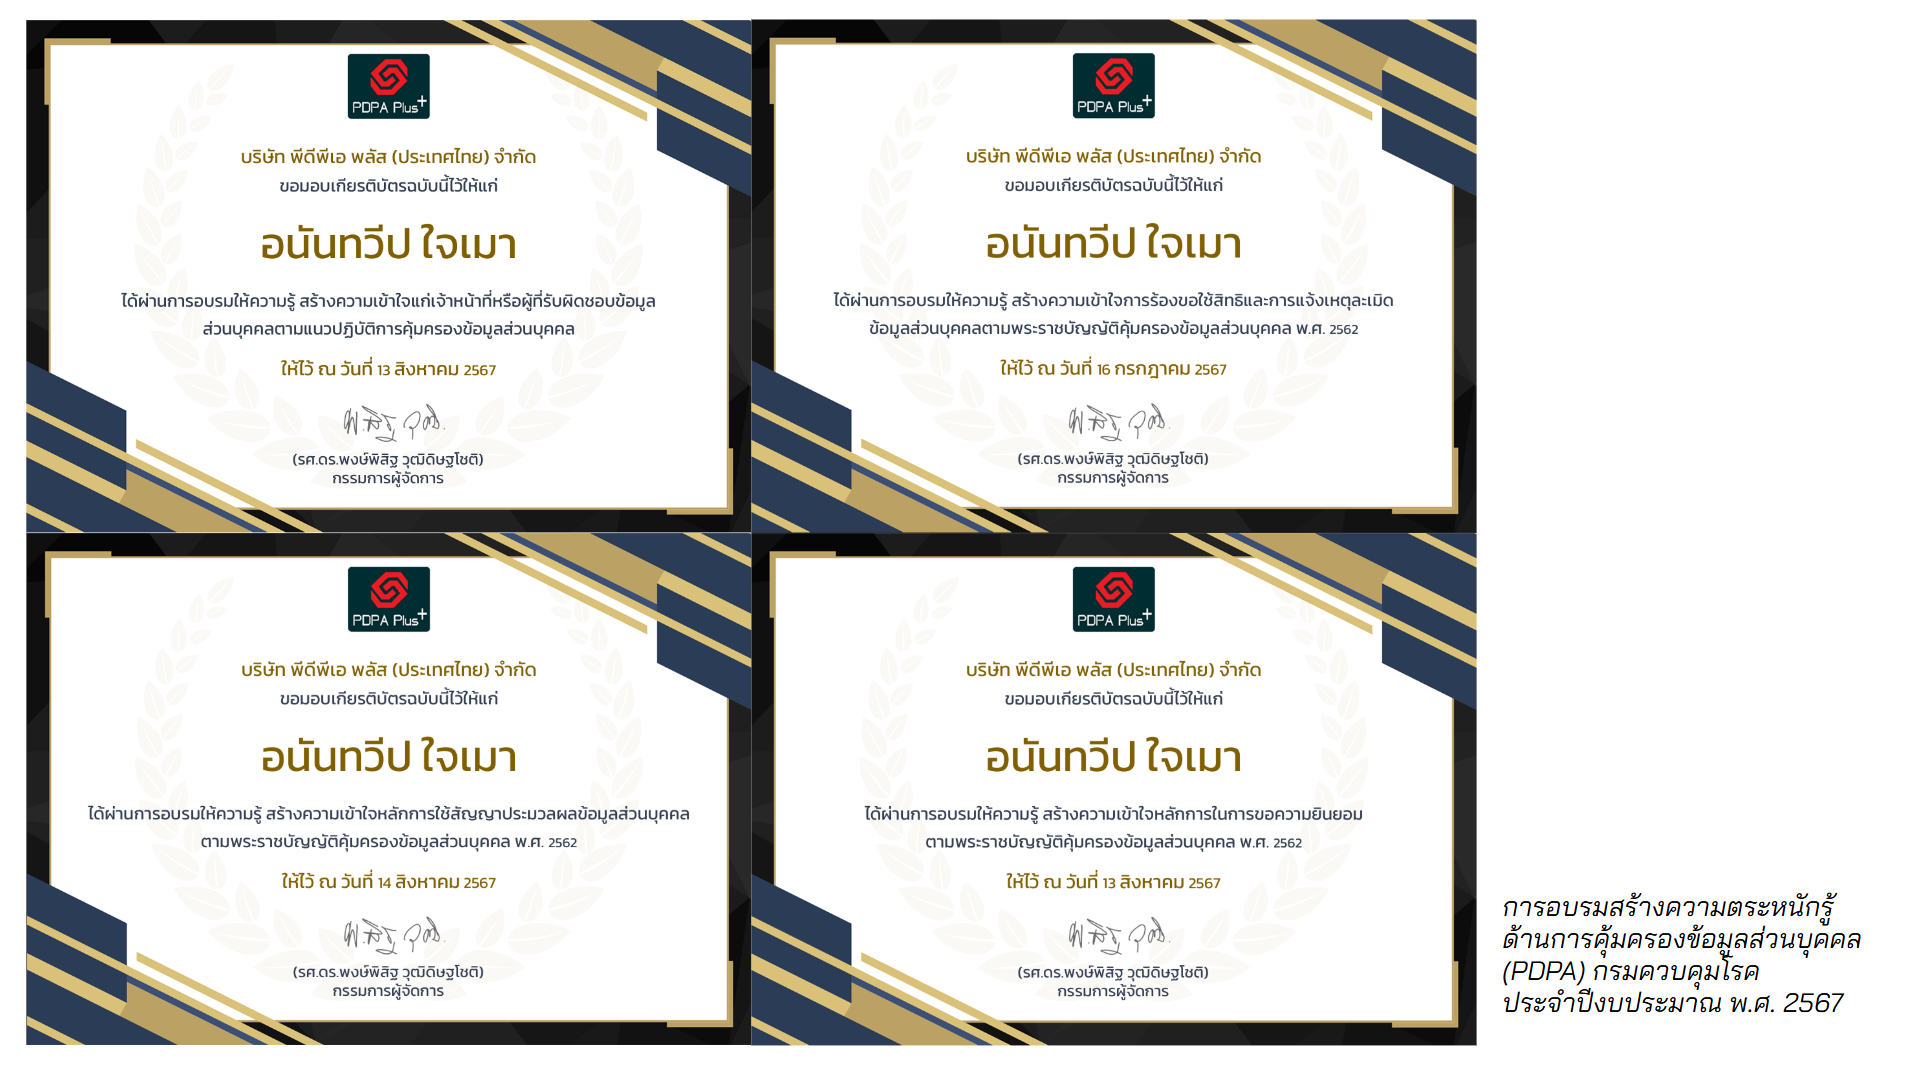 PDPA Plus+
บริษัท พีดีพีเอ พลัส (ประเทศไทย) จำกัด
ขอมอบเกียรติบัตรฉบับนี้ไว้ให้แก่
อนันทวีป ใจเมา
ได้ผ่านการอบรมให้ความรู้ สร้างความเข้าใจแก่เจ้าหน้าที่หรือผู้ที่รับผิดชอบข้อมูล
ส่วนบุคคลตามแนวปฏิบัติการคุ้มครองข้อมูลส่วนบุคคล
ให้ไว้ ณ วันที่ 13 สิงหาคม 2567
(รศ.ดร.พงษ์พิสิฐ วุฒิดิษฐโชติ)
กรรมการผู้จัดการ
PDPA Plus+
บริษัท พีดีพีเอ พลัส (ประเทศไทย) จำกัด
ขอมอบเกียรติบัตรฉบับนี้ไว้ให้แก่
อนันทวีป ใจเมา
ได้ผ่านการอบรมให้ความรู้ สร้างความเข้าใจการร้องขอใช้สิทธิและการแจ้งเหตุละเมิด
ข้อมูลส่วนบุคคลตามพระราชบัญญัติคุ้มครองข้อมูลส่วนบุคคล พ.ศ. 2562
ให้ไว้ ณ วันที่ 16 กรกฎาคม 2567
(รศ.ดร.พงษ์พิสิฐ วุฒิดิษฐโชติ)
กรรมการผู้จัดการ
PDPA Plus+
บริษัท พีดีพีเอ พลัส (ประเทศไทย) จำกัด
ขอมอบเกียรติบัตรฉบับนี้ไว้ให้แก่
อนันทวีป ใจเมา
ได้ผ่านการอบรมให้ความรู้ สร้างความเข้าใจหลักการใช้สัญญาประมวลผลข้อมูลส่วนบุคคล
ตามพระราชบัญญัติคุ้มครองข้อมูลส่วนบุคคล พ.ศ. 2562
ให้ไว้ ณ วันที่ 14 สิงหาคม 2567
(รศ.ดร.พงษ์พิสิฐ วุฒิดิษฐโชติ)
กรรมการผู้จัดการ
PDPA Plus+
บริษัท พีดีพีเอ พลัส (ประเทศไทย) จำกัด
ขอมอบเกียรติบัตรฉบับนี้ไว้ให้แก่
อนันทวีป ใจเมา
ได้ผ่านการอบรมให้ความรู้ สร้างความเข้าใจหลักการในการขอความยินยอม
ตามพระราชบัญญัติคุ้มครองข้อมูลส่วนบุคคล พ.ศ. 2562
ให้ไว้ ณ วันที่ 13 สิงหาคม 2567
(รศ.ดร.พงษ์พิสิฐ วุฒิดิษฐโชติ)
กรรมการผู้จัดการ
การอบรมสร้างความตระหนักรู้
ด้านการคุ้มครองข้อมูลส่วนบุคคล
(PDPA) กรมควบคุมโรค
ประจำปีงบประมาณ พ.ศ. 2567